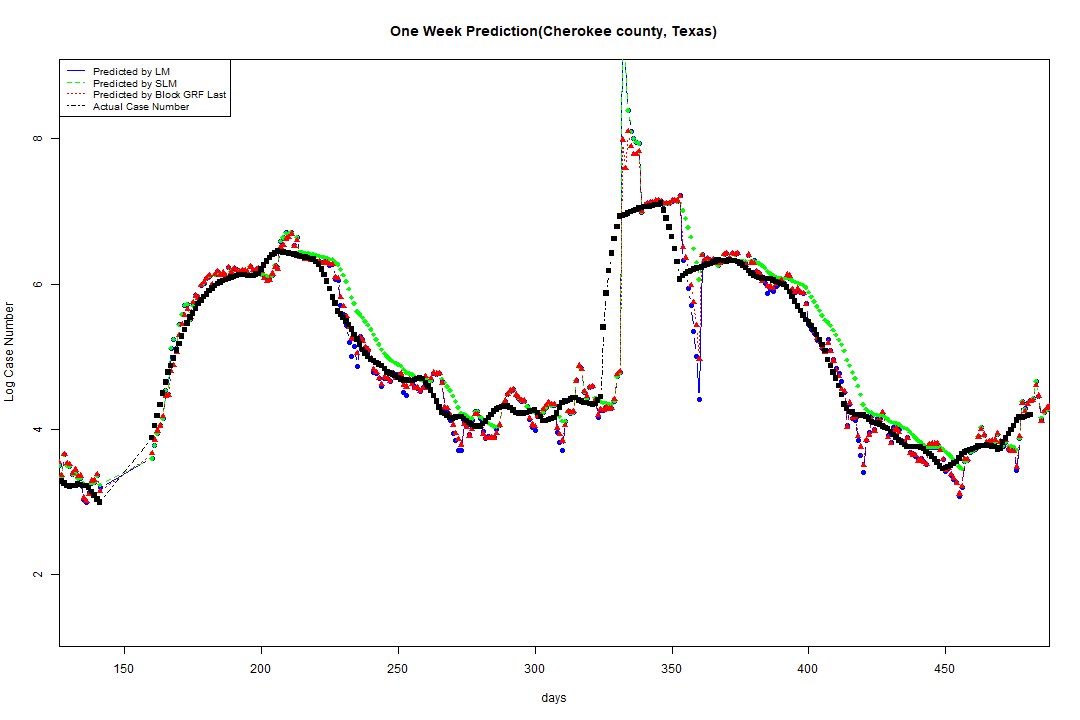 One Week Prediction(Cherokee county, Texas)
Predicted by LM
Predicted by SLM
Predicted by Block GRF Last
Actual Case Number
Log Case Number
8
6
4
2
150 200 250 300 350 400 450
days